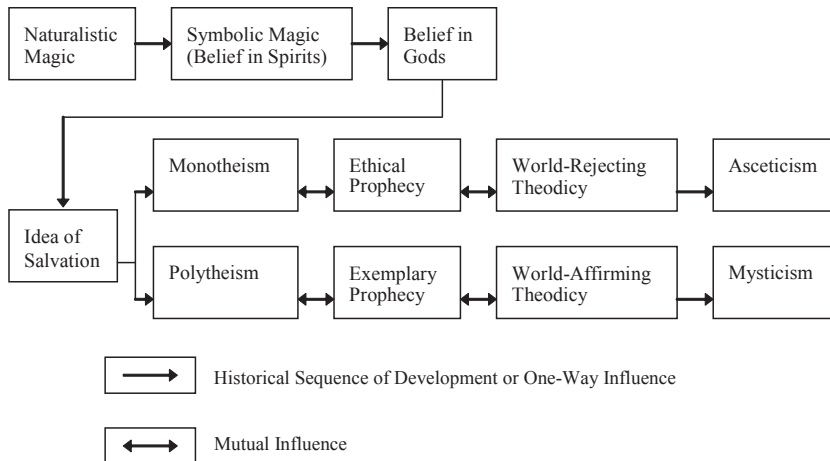 Naturalistic
Magic
Symbolic Magic
(Belief in Spirits)
Belief in
Gods
Idea of
Salvation
Monotheism
Ethical
Prophecy
World-Rejecting
Theodicy
Asceticism
Polytheism
Exemplary
Prophecy
World-Affirming
Theodicy
Mysticism
Historical Sequence of Development or One-Way Influence
Mutual Influence